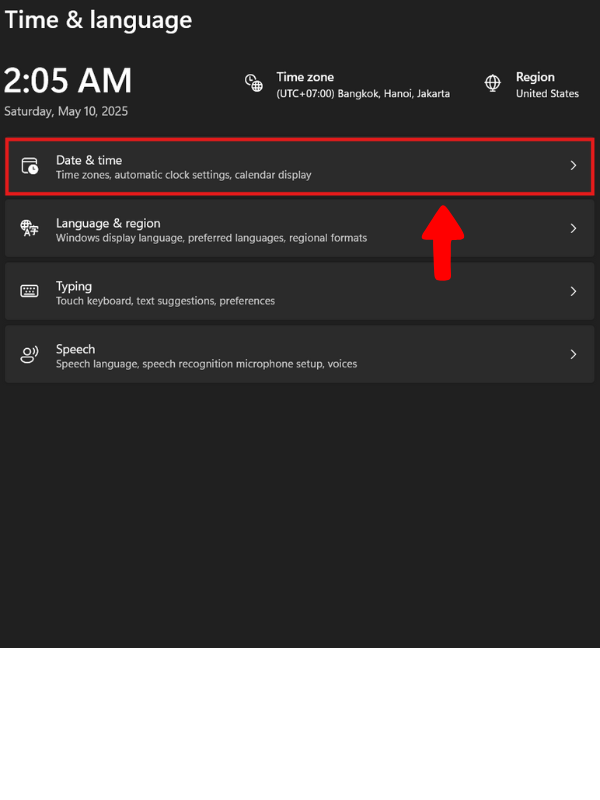 Time & language
2:05 AM
Saturday, May 10, 2025
Time zone
(UTC+07:00) Bangkok, Hanoi, Jakarta
Region
United States
Date & time
Time zones, automatic clock settings, calendar display
Language & region
Windows display language, preferred languages, regional formats
Typing
Touch keyboard, text suggestions, preferences
Speech
Speech language, speech recognition microphone setup, voices